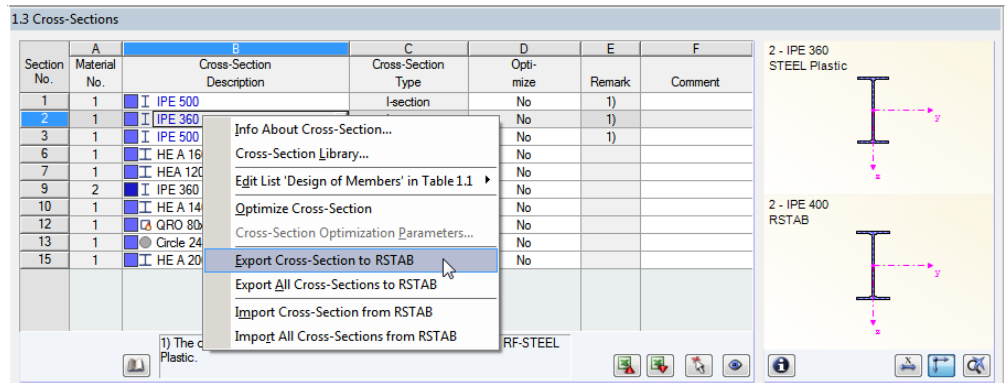 1.3 Cross-Sections
A B C D E F
Section Material Cross-Section Cross-Section Opti-
No. No. Description Type mize Remark Comment
1 1 IPE 500 I-section No 1)
2 1 IPE 360 No 1)
3 1 IPE 500 No 1)
6 1 HE A 16 No
7 1 HEA 120 No
9 2 IPE 360 No
10 1 HE A 14 No
12 1 QRO 80 No
13 1 Circle 24 No
15 1 HE A 20 No
Info About Cross-Section...
Cross-Section Library...
Edit List 'Design of Members' in Table 1.1
Optimize Cross-Section
Cross-Section Optimization Parameters...
Export Cross-Section to RSTAB
Export All Cross-Sections to RSTAB
Import Cross-Section from RSTAB
Import All Cross-Sections from RSTAB
1) The RF-STEEL
Plastic.
2 - IPE 360
STEEL Plastic
y
z
2 - IPE 400
RSTAB
y
z